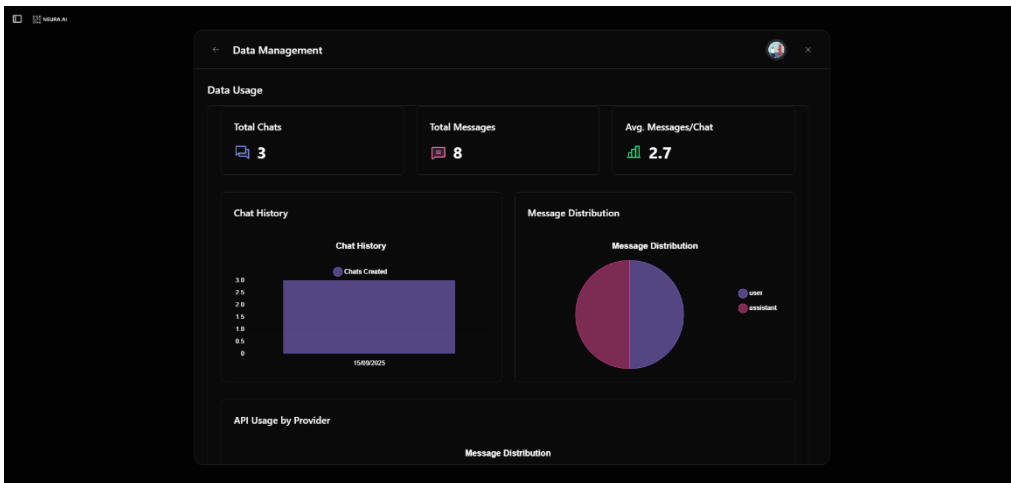 NEURA.AI
Data Management
Data Usage
Total Chats
3
Total Messages
8
Avg. Messages/Chat
2.7
Chat History
Chat History
Chats Created
3.0
2.5
2.0
1.5
1.0
0.5
0
15/09/2025
Message Distribution
Message Distribution
user
assistant
API Usage by Provider
Message Distribution